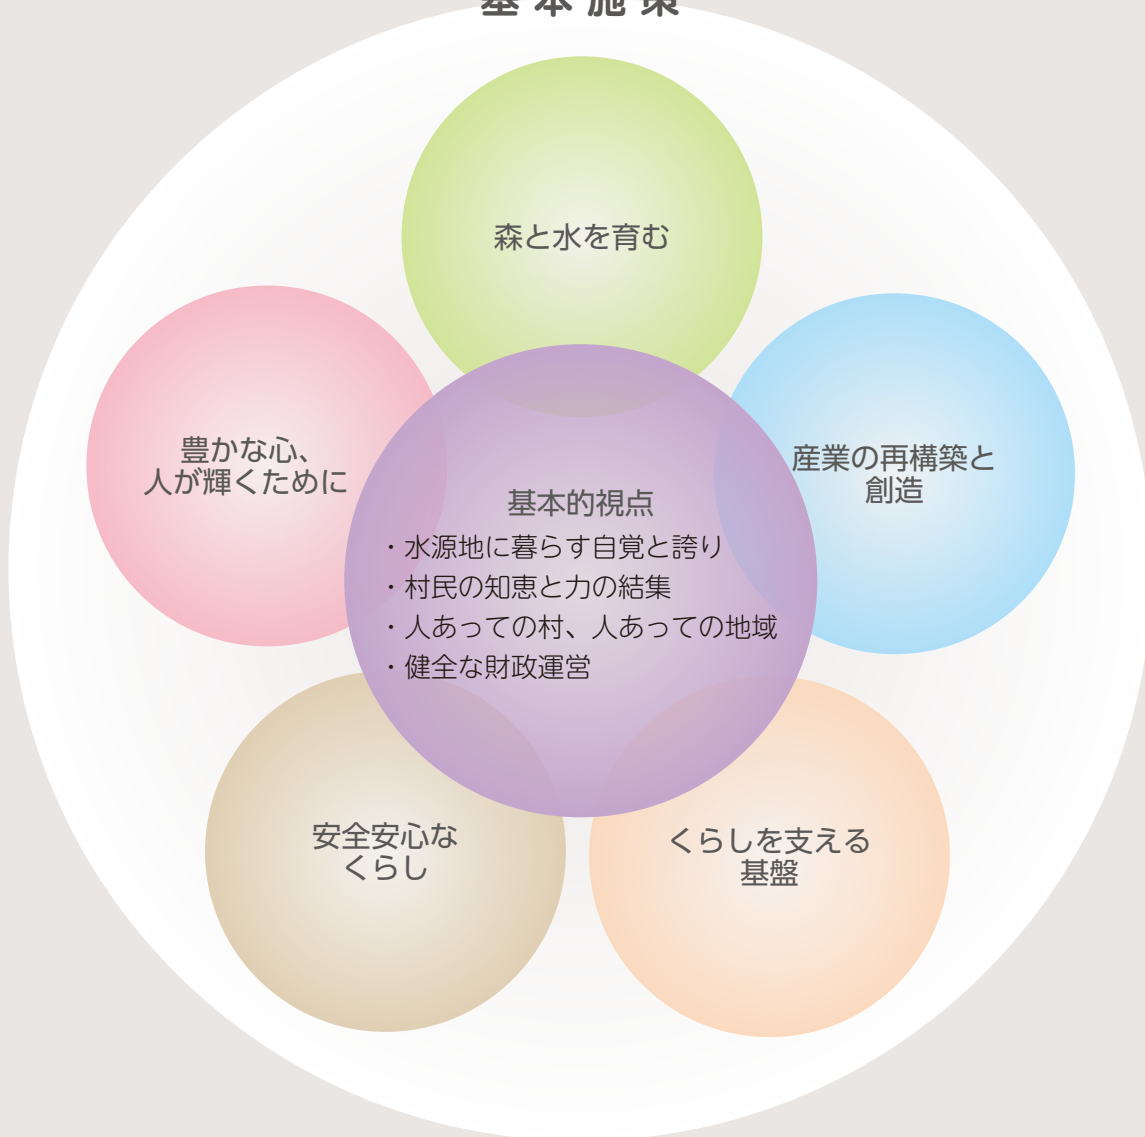 基本施策
森と水を育む
豊かな心、
人が輝くために
産業の再構築と
創造
基本的視点
・水源地に暮らす自覚と誇り
・村民の知恵と力の結集
・人あっての村、人あっての地域
・健全な財政運営
安全安心な
くらし
くらしを支える
基盤